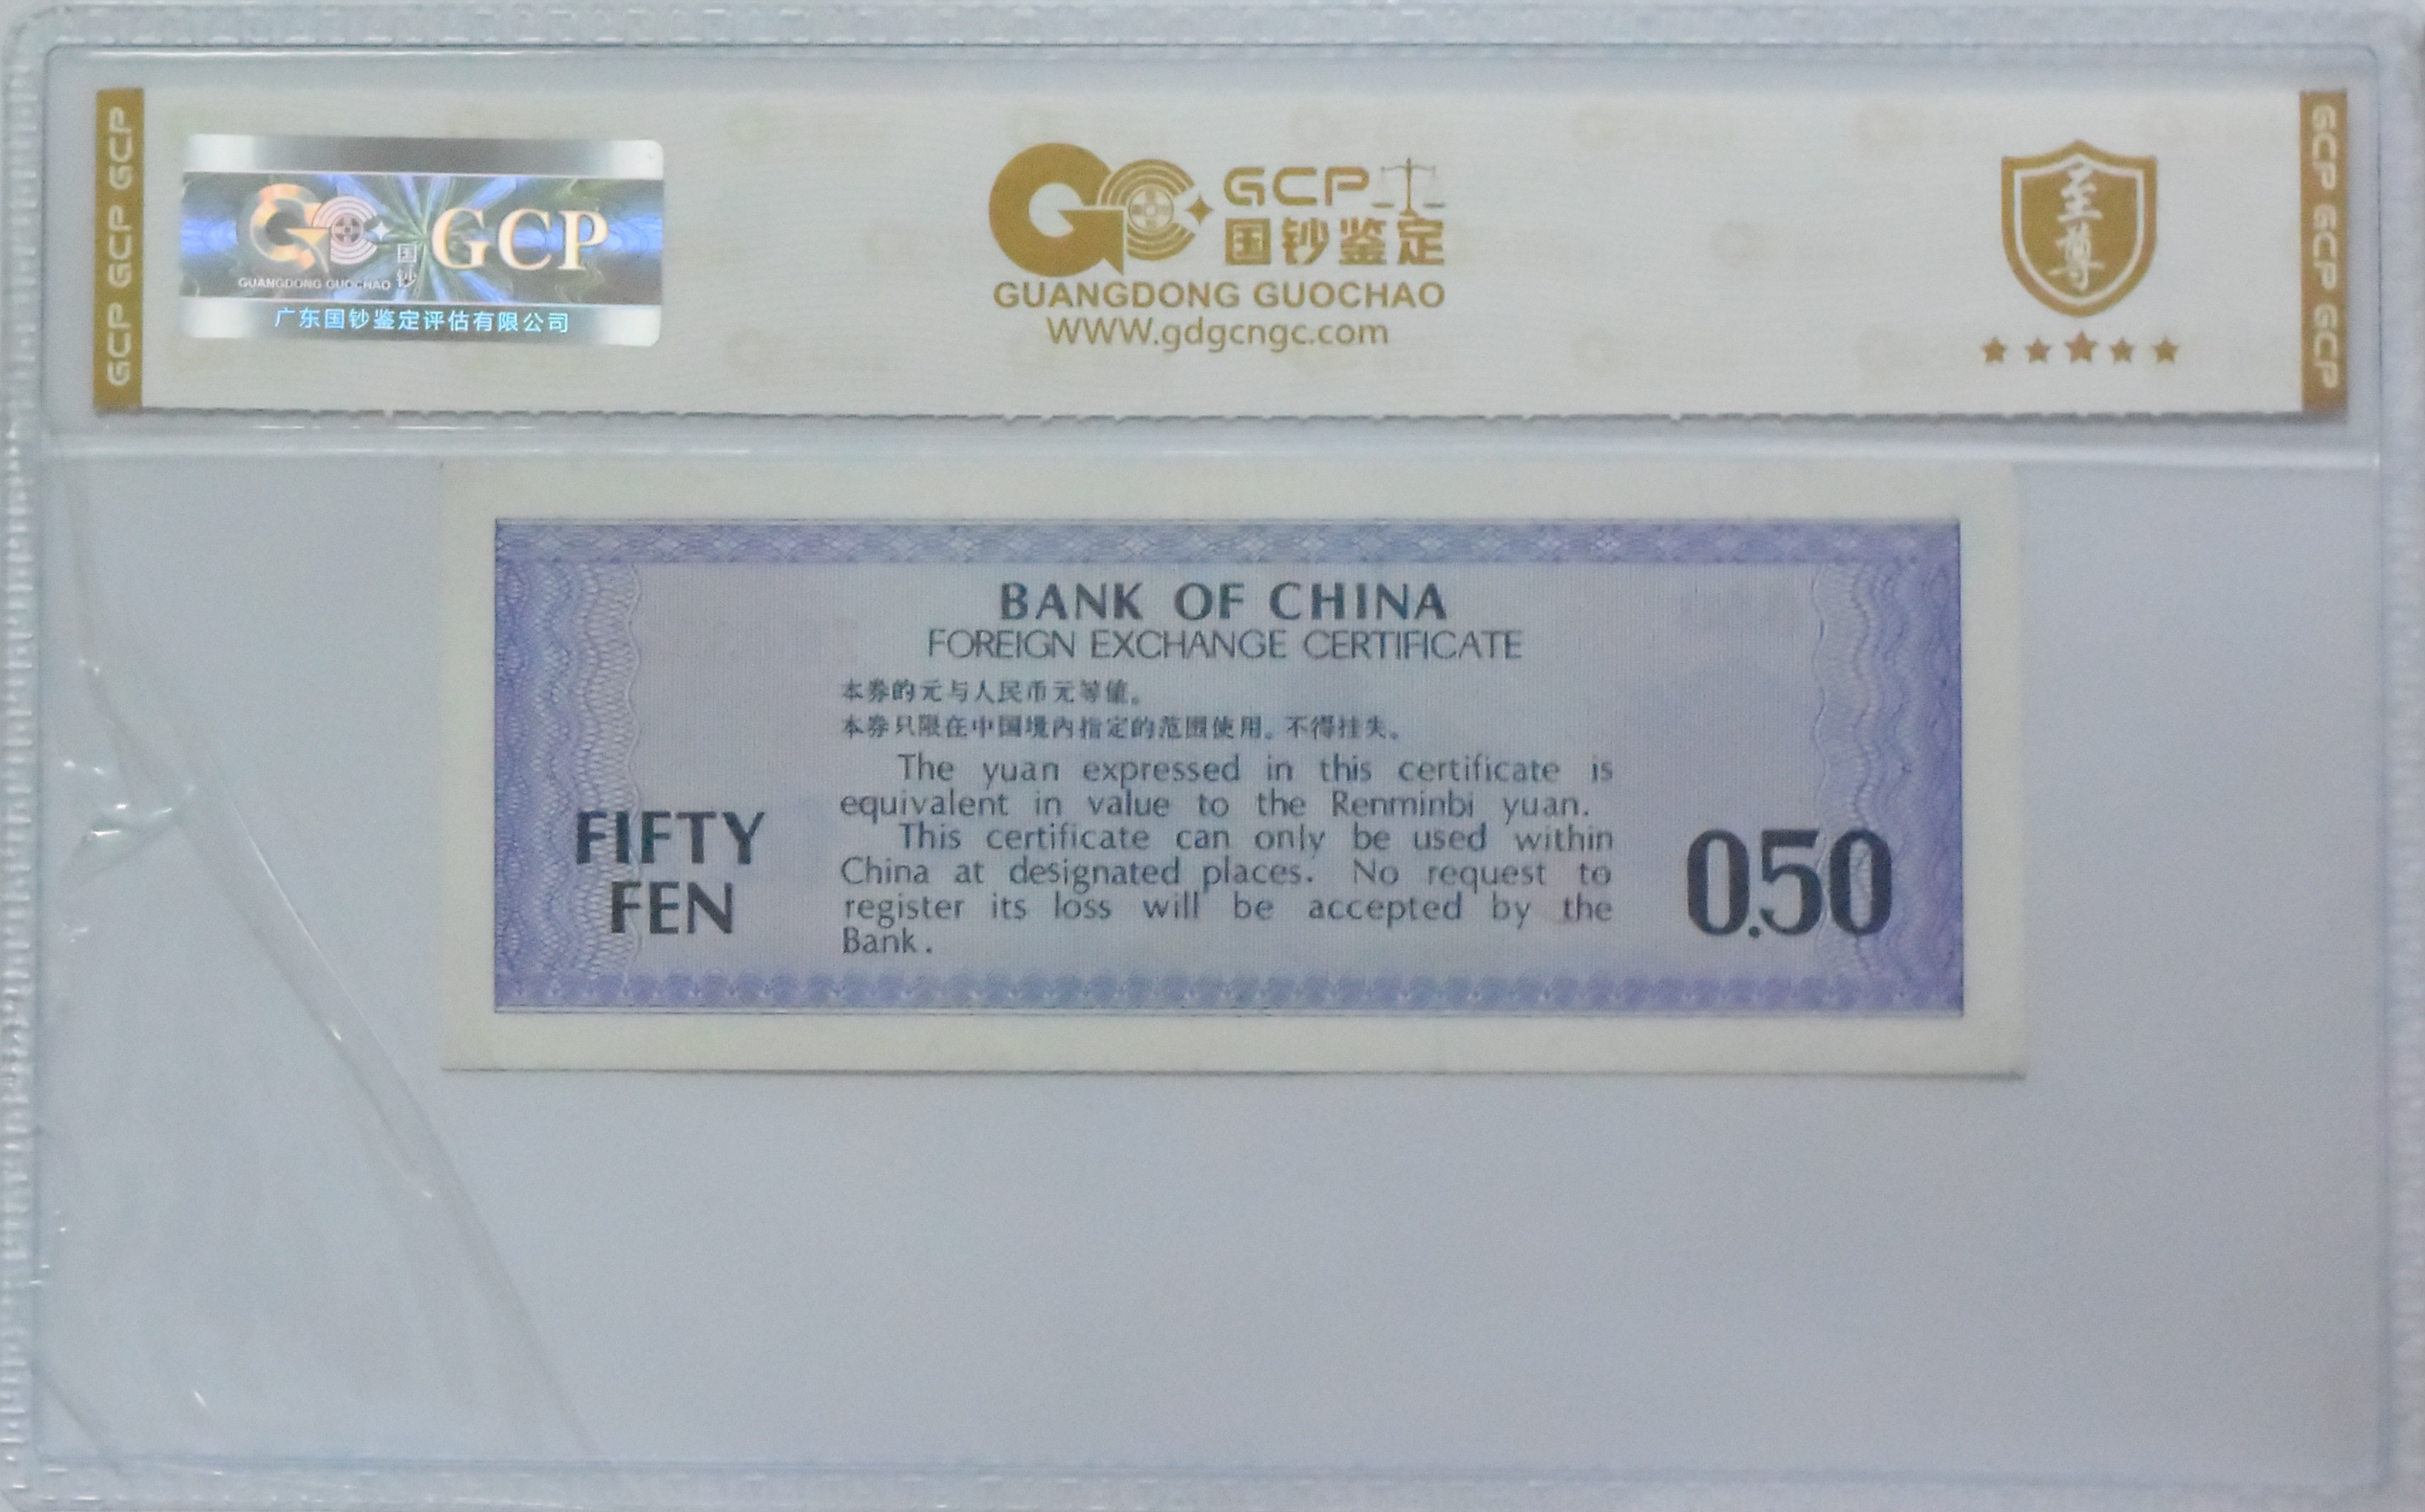 GCP GCP GCP
GCP
国钞
GUANGDONG GUOCHAO
广东国钞鉴定评估有限公司
GCP
国钞鉴定
GUANGDONG GUOCHAO
WWW.gdgcngc.com
至尊
GCP GCP GCP
BANK OF CHINA
FOREIGN EXCHANGE CERTIFICATE
本券的元与人民币元等值。
本券只限在中国境内指定的范围使用。不得挂失。
The yuan expressed in this certificate is
equivalent in value to the Renminbi yuan.
This certificate can only be used within
China at designated places. No request to
register its loss will be accepted by the
Bank.
FIFTY
FEN
0.50